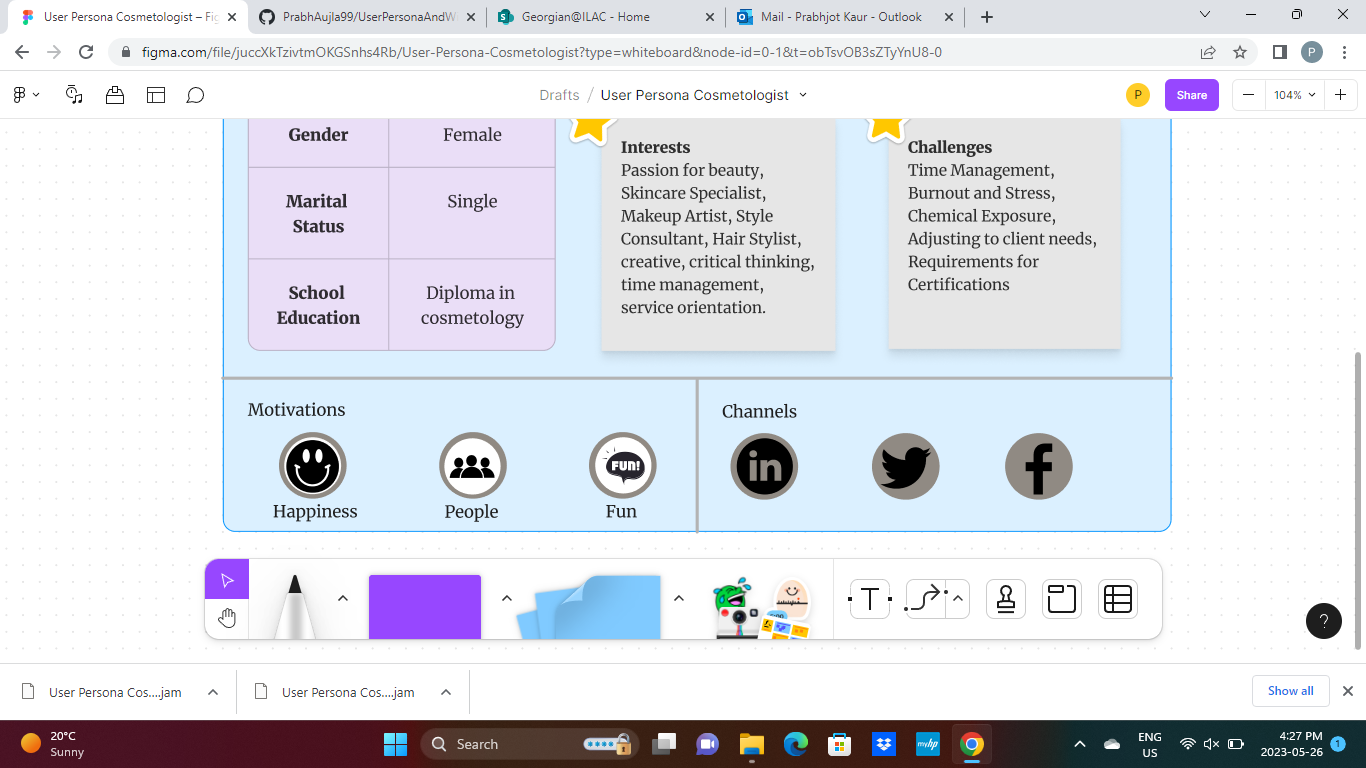 User Persona Cosmetologist – Fig
PrabhAujla99/UserPersonaAndW
Georgian@ILAC - Home
Mail - Prabhjot Kaur - Outlook
figma.com/file/juccXkTzivtmOKGSnhs4Rb/User-Persona-Cosmetologist?type=whiteboard&node-id=0-1&t=obTsvOB3sZTyYnU8-0
P
Drafts / User Persona Cosmetologist
P
Share
104%
Gender
Female
Marital
Status
Single
School
Education
Diploma in
cosmetology
Interests
Passion for beauty,
Skincare Specialist,
Makeup Artist, Style
Consultant, Hair Stylist,
creative, critical thinking,
time management,
service orientation.
Challenges
Time Management,
Burnout and Stress,
Chemical Exposure,
Adjusting to client needs,
Requirements for
Certifications
Motivations
FUN!
Happiness
People
Fun
Channels
in
f
T
?
User Persona Cos....jam
User Persona Cos....jam
Show all
20°C
Sunny
Search
myhp
ENG
US
4:27 PM
2023-05-26
1